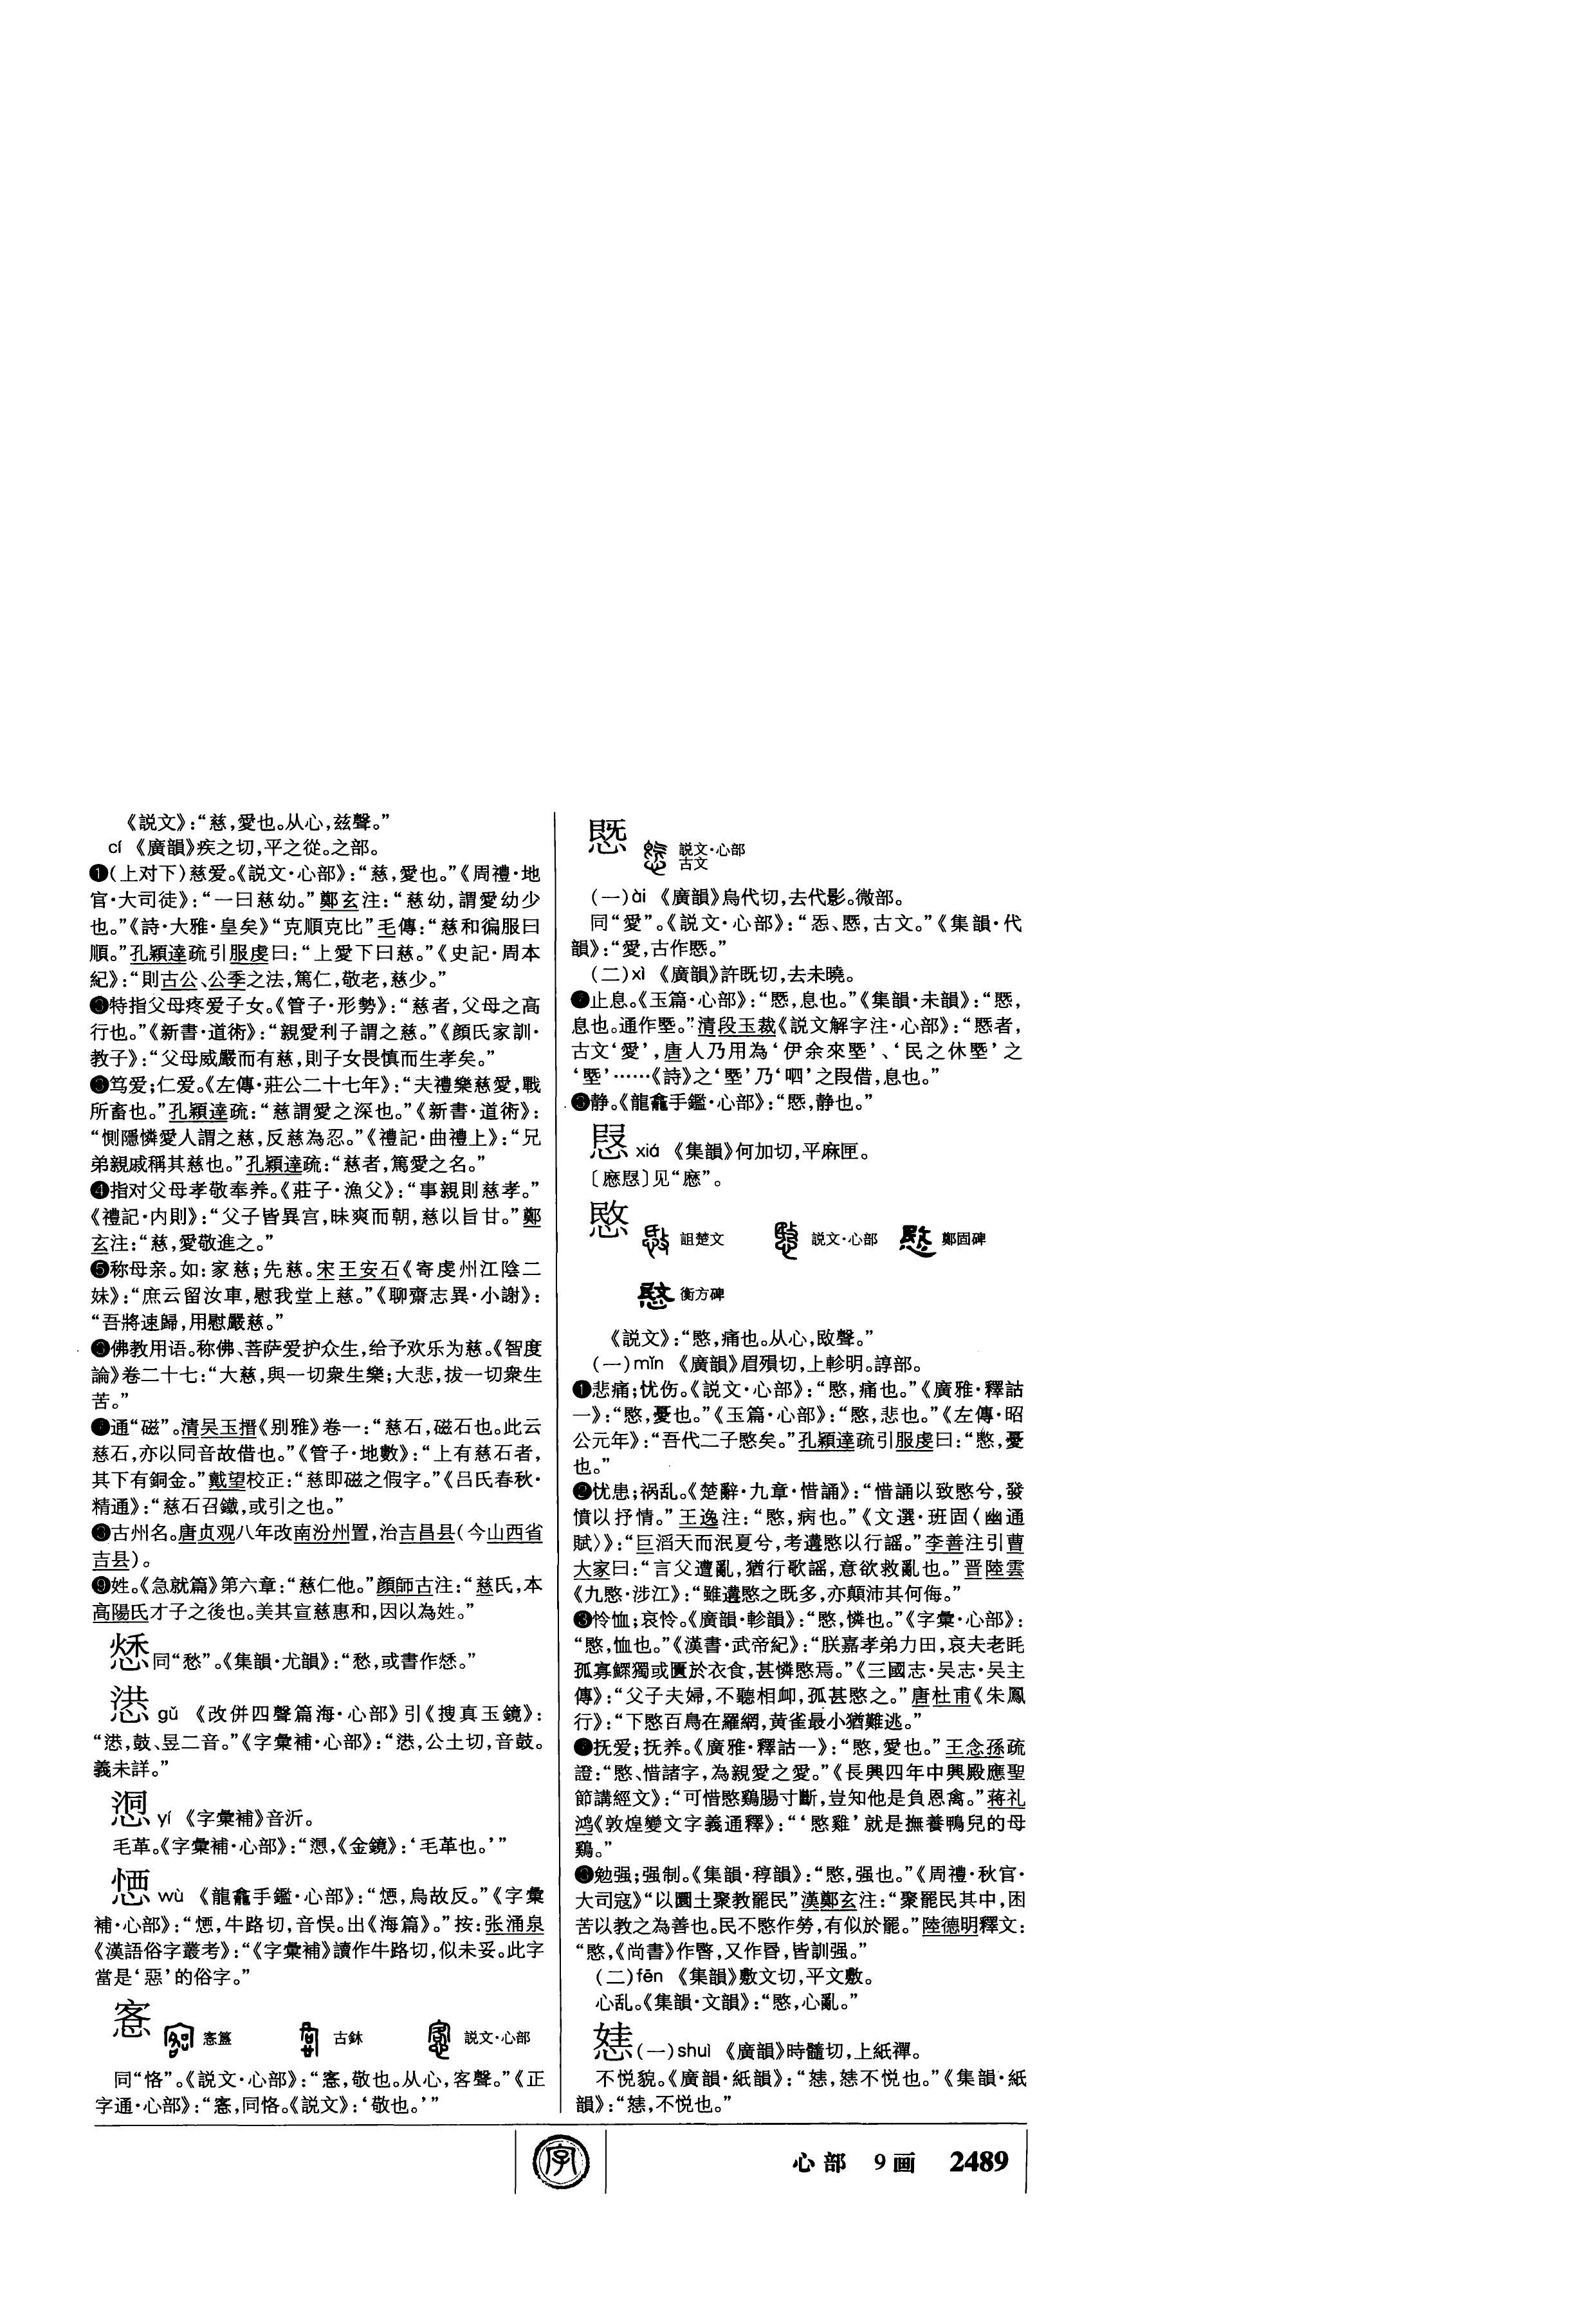 《説文》:“慈,愛也。从心,兹聲。”
cí 《廣韻》疾之切,平之從。之部。
❶(上对下)慈爱。《説文·心部》:“慈,愛也。”《周禮·地
官·大司徒》:“一曰慈幼。”鄭玄注:“慈幼,謂愛幼少
也。”《詩·大雅·皇矣》“克順克比”毛傳:“慈和徧服曰
順。”孔穎達疏引服虔曰:“上愛下曰慈。”《史記·周本
紀》:“則古公、公季之法,篤仁,敬老,慈少。”
特指父母疼爱子女。《管子·形勢》:“慈者,父母之高
行也。”《新書·道術》:“親愛利子謂之慈。”《顔氏家訓·
教子》:“父母威嚴而有慈,則子女畏慎而生孝矣。”
❸笃爱;仁爱。《左傳·莊公二十七年》:“夫禮樂慈愛,戰
所畜也。”孔穎達疏:“慈謂愛之深也。”《新書·道術》:
“惻隱憐愛人謂之慈,反慈為忍。”《禮記·曲禮上》:“兄
弟親戚稱其慈也。”孔穎達疏:“慈者,篤愛之名。”
❹指对父母孝敬奉养。《莊子·漁父》:“事親則慈孝。”
《禮記·内則》:“父子皆異宫,昧爽而朝,慈以旨甘。”鄭
玄注:“慈,愛敬進之。”
❺称母亲。如:家慈;先慈。宋王安石《寄虔州江陰二
妹》:“庶云留汝車,慰我堂上慈。”《聊齋志異·小謝》:
“吾將速歸,用慰嚴慈。”
佛教用语。称佛、菩萨爱护众生,给予欢乐为慈。《智度
論》卷二十七:“大慈,與一切衆生樂;大悲,拔一切衆生
苦。”
通“磁”。清吴玉搢《别雅》卷一:“慈石,磁石也。此云
慈石,亦以同音故借也。”《管子·地數》:“上有慈石者,
其下有銅金。”戴望校正:“慈即磁之假字。”《吕氏春秋·
精通》:“慈石召鐵,或引之也。”
古州名。唐贞观八年改南汾州置,治吉昌县(今山西省
吉县)。
❾姓。《急就篇》第六章:“慈仁他。”顔師古注:“慈氏,本
高陽氏才子之後也。美其宣慈惠和,因以為姓。”
同“愁”。《集韻·尤韻》:“愁,或書作。”
gǔ 《改併四聲篇海·心部》引《搜真玉鏡》:
“,鼓、昱二音。”《字彙補·心部》:“,公土切,音鼓。
義未詳。”
yí 《字彙補》音沂。
毛革。《字彙補·心部》:“,《金鏡》:‘毛革也。’”
wù 《龍龕手鑑·心部》:“,烏故反。”《字彙
補·心部》:“,牛路切,音悮。出《海篇》。”按:张涌泉
《漢語俗字叢考》:“《字彙補》讀作牛路切,似未妥。此字
當是‘惡’的俗字。”
愙 愙簋 古鉥 説文·心部
同“恪”。《説文·心部》:“愙,敬也。从心,客聲。”《正
字通·心部》:“愙,同恪。《説文》:‘敬也。’”
㤅 説文·心部
古文
(一)ài 《廣韻》烏代切,去代影。微部。
同“愛”。《説文·心部》:“㤅、,古文。”《集韻·代
韻》:“愛,古作。”
(二)xì 《廣韻》許既切,去未曉。
止息。《玉篇·心部》:“,息也。”《集韻·未韻》:“,
息也。通作塈。”清段玉裁《説文解字注·心部》:“者,
古文‘愛’,唐人乃用為‘伊余來塈’、‘民之休塈’之
‘塈’……《詩》之‘塈’乃‘呬’之叚借,息也。”
静。《龍龕手鑑·心部》:“,静也。”
xiá 《集韻》何加切,平麻匣。
〔〕见“”。
愍 詛楚文 説文·心部 鄭固碑
衡方碑
《説文》:“愍,痛也。从心,敃聲。”
(一)mǐn 《廣韻》眉殞切,上軫明。諄部。
❶悲痛;忧伤。《説文·心部》:“愍,痛也。”《廣雅·釋詁
一》:“愍,憂也。”《玉篇·心部》:“愍,悲也。”《左傳·昭
公元年》:“吾代二子愍矣。”孔穎達疏引服虔曰:“愍,憂
也。”
❷忧患;祸乱。《楚辭·九章·惜誦》:“惜誦以致愍兮,發
憤以抒情。”王逸注:“愍,病也。”《文選·班固〈幽通
賦〉》:“巨滔天而泯夏兮,考遘愍以行謡。”李善注引曹
大家曰:“言父遭亂,猶行歌謡,意欲救亂也。”晋陸雲
《九愍·涉江》:“雖遘愍之既多,亦顛沛其何侮。”
❸怜恤;哀怜。《廣韻·軫韻》:“愍,憐也。”《字彙·心部》:
“愍,恤也。”《漢書·武帝紀》:“朕嘉孝弟力田,哀夫老眊
孤寡鰥獨或匱於衣食,甚憐愍焉。”《三國志·吴志·吴主
傳》:“父子夫婦,不聽相卹,孤甚愍之。”唐杜甫《朱鳳
行》:“下愍百鳥在羅網,黄雀最小猶難逃。”
抚爱;抚养。《廣雅·釋詁一》:“愍,愛也。”王念孫疏
證:“愍、惜諸字,為親愛之愛。”《長興四年中興殿應聖
節講經文》:“可惜愍鷄腸寸斷,豈知他是負恩禽。”蒋礼
鸿《敦煌變文字義通釋》:“‘愍雞’就是撫養鴨兒的母
鷄。”
勉强;强制。《集韻·稕韻》:“愍,强也。”《周禮·秋官·
大司寇》“以圜土聚教罷民”漢鄭玄注:“聚罷民其中,困
苦以教之為善也。民不愍作勞,有似於罷。”陸德明釋文:
“愍,《尚書》作暋,又作昬,皆訓强。”
(二)fēn 《集韻》敷文切,平文敷。
心乱。《集韻·文韻》:“愍,心亂。”
(一)shuì 《廣韻》時髓切,上紙禪。
不悦貌。《廣韻·紙韻》:“,不悦也。”《集韻·紙
韻》:“,不悦也。”
字
心部 9画 2489